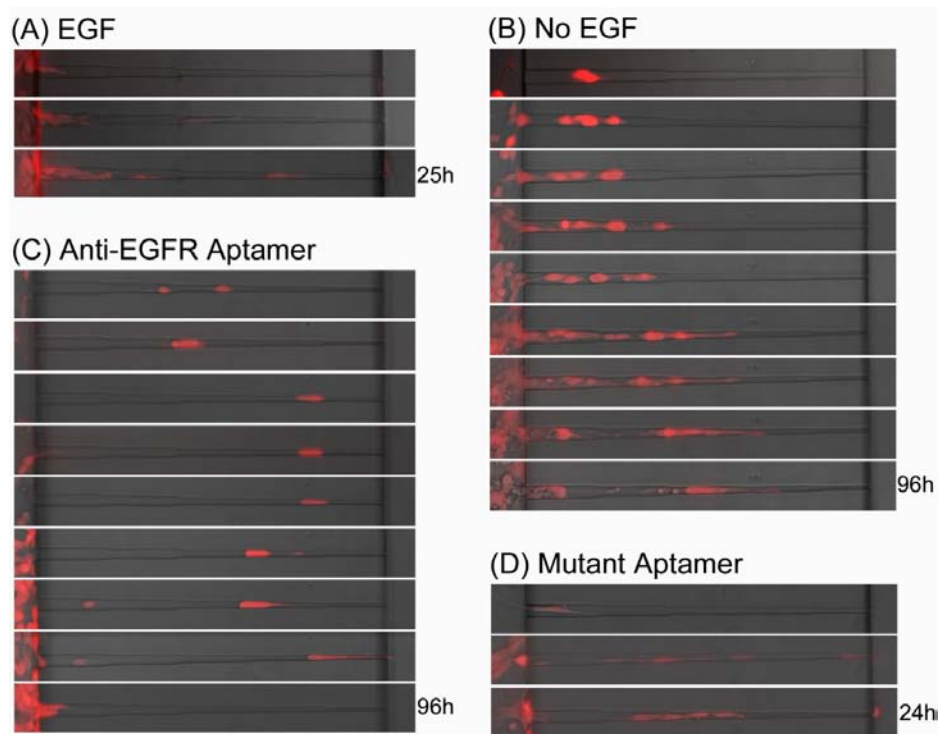 (A) EGF
25h
(B) No EGF
96h
(C) Anti-EGFR Aptamer
96h
(D) Mutant Aptamer
24h